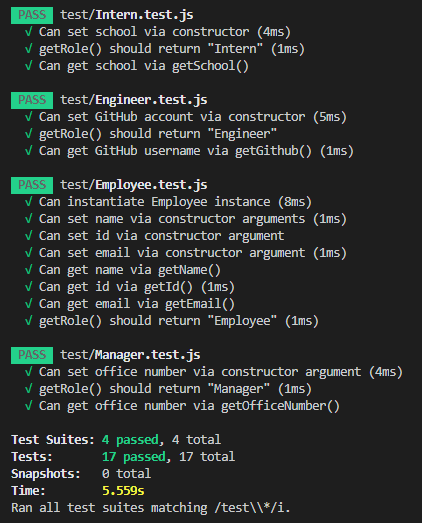 PASS test/Intern.test.js
√ Can set school via constructor (4ms)
√ getRole() should return "Intern" (1ms)
√ Can get school via getSchool()
PASS test/Engineer.test.js
√ Can set GitHub account via constructor (5ms)
√ getRole() should return "Engineer"
√ Can get GitHub username via getGithub() (1ms)
PASS test/Employee.test.js
√ Can instantiate Employee instance (8ms)
√ Can set name via constructor arguments (1ms)
√ Can set id via constructor argument
√ Can set email via constructor argument (1ms)
√ Can get name via getName()
√ Can get id via getId() (1ms)
√ Can get email via getEmail()
√ getRole() should return "Employee" (1ms)
PASS test/Manager.test.js
√ Can set office number via constructor argument (4ms)
√ getRole() should return "Manager" (1ms)
√ Can get office number via getOfficeNumber()
Test Suites: 4 passed, 4 total
Tests: 17 passed, 17 total
Snapshots: 0 total
Time: 5.559s
Ran all test suites matching /test\\*/i.